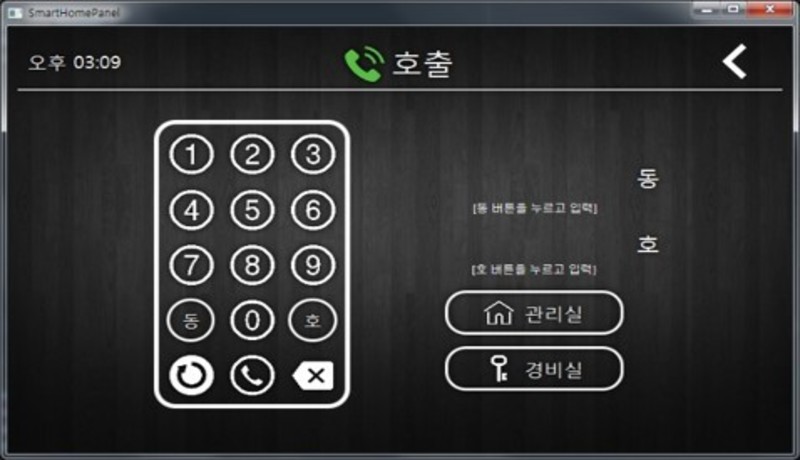 SmartHomePanel
오후 03:09
호출
1 2 3
4 5 6
7 8 9
동 0 호
동
[동 버튼을 누르고 입력]
호
[호 버튼을 누르고 입력]
관리실
경비실